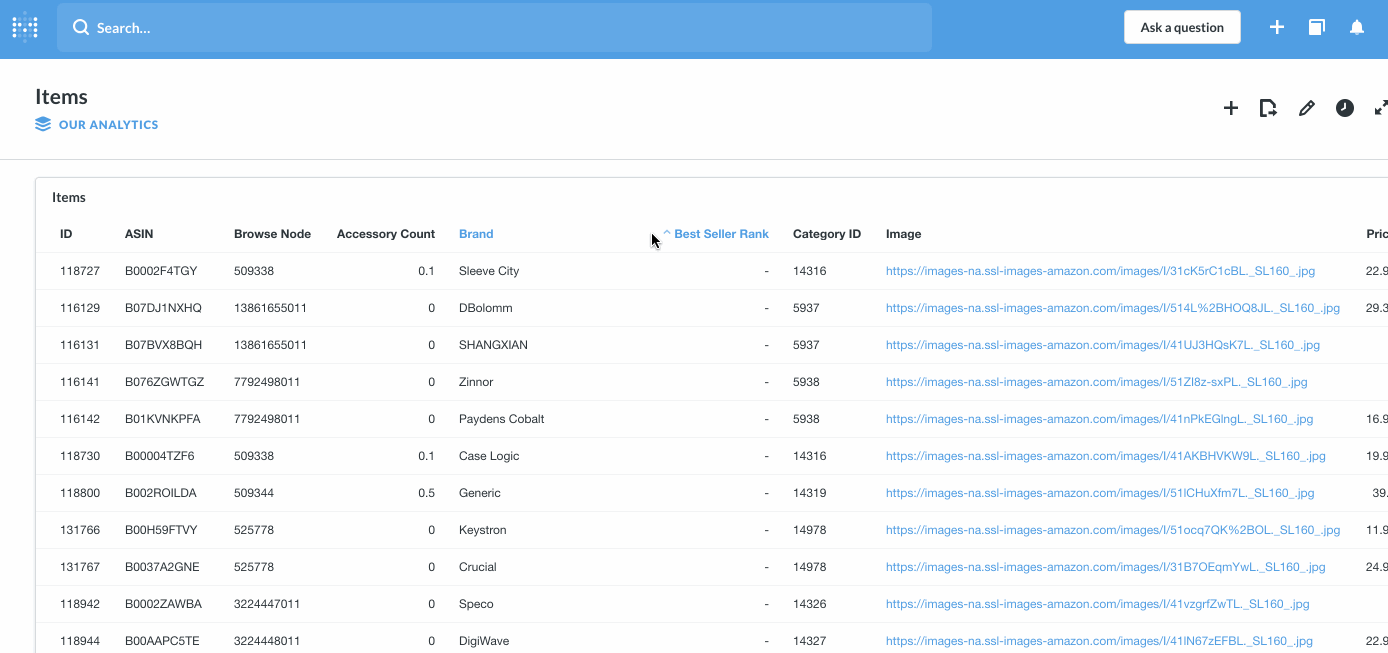 Search...
Ask a question
Items
OUR ANALYTICS
Items
ID ASIN Browse Node Accessory Count Brand Best Seller Rank Category ID Image Pric
118727 B0002F4TGY 509338 0.1 Sleeve City - 14316 https://images-na.ssl-images-amazon.com/images/I/31cK5rC1cBL._SL160_.jpg 22.9
116129 B07DJ1NXHQ 13861655011 0 DBolomm - 5937 https://images-na.ssl-images-amazon.com/images/I/514L%2BHOQ8JL._SL160_.jpg 29.3
116131 B07BVX8BQH 13861655011 0 SHANGXIAN - 5937 https://images-na.ssl-images-amazon.com/images/I/41UJ3HQsK7L._SL160_.jpg
116141 B076ZGWTGZ 7792498011 0 Zinnor - 5938 https://images-na.ssl-images-amazon.com/images/I/51ZI8z-sxPL._SL160_.jpg
116142 B01KVNKPFA 7792498011 0 Paydens Cobalt - 5938 https://images-na.ssl-images-amazon.com/images/I/41nPkEGlngL._SL160_.jpg 16.9
118730 B00004TZF6 509338 0.1 Case Logic - 14316 https://images-na.ssl-images-amazon.com/images/I/41AKBHVKW9L._SL160_.jpg 19.9
118800 B002ROILDA 509344 0.5 Generic - 14319 https://images-na.ssl-images-amazon.com/images/I/51lCHuXfm7L._SL160_.jpg 39.
131766 B00H59FTVY 525778 0 Keystron - 14978 https://images-na.ssl-images-amazon.com/images/I/51ocq7QK%2BOL._SL160_.jpg 11.9
131767 B0037A2GNE 525778 0 Crucial - 14978 https://images-na.ssl-images-amazon.com/images/I/31B7OEqmYwL._SL160_.jpg 24.9
118942 B0002ZAWBA 3224447011 0 Speco - 14326 https://images-na.ssl-images-amazon.com/images/I/41vzgrfZwTL._SL160_.jpg
118944 B00AAPC5TE 3224448011 0 DigiWave - 14327 https://images-na.ssl-images-amazon.com/images/I/41lN67zEFBL._SL160_.jpg 22.9